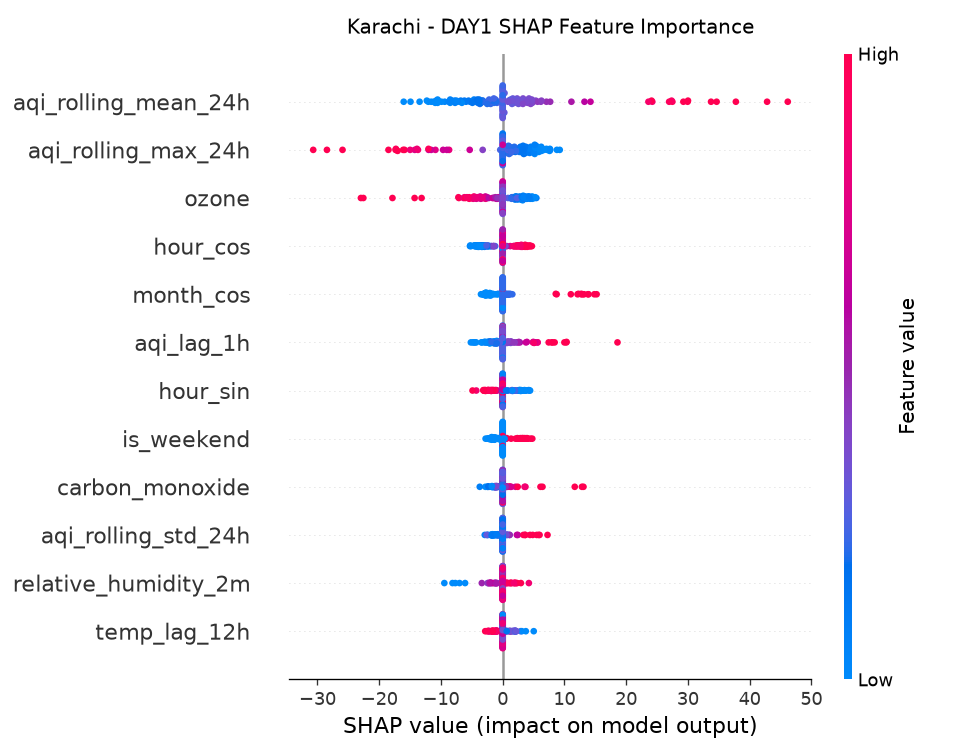 Karachi - DAY1 SHAP Feature Importance
High
aqi_rolling_mean_24h
aqi_rolling_max_24h
ozone
hour_cos
month_cos
aqi_lag_1h
hour_sin
is_weekend
carbon_monoxide
aqi_rolling_std_24h
relative_humidity_2m
temp_lag_12h
Feature value
Low
−30 −20 −10 0 10 20 30 40 50
SHAP value (impact on model output)